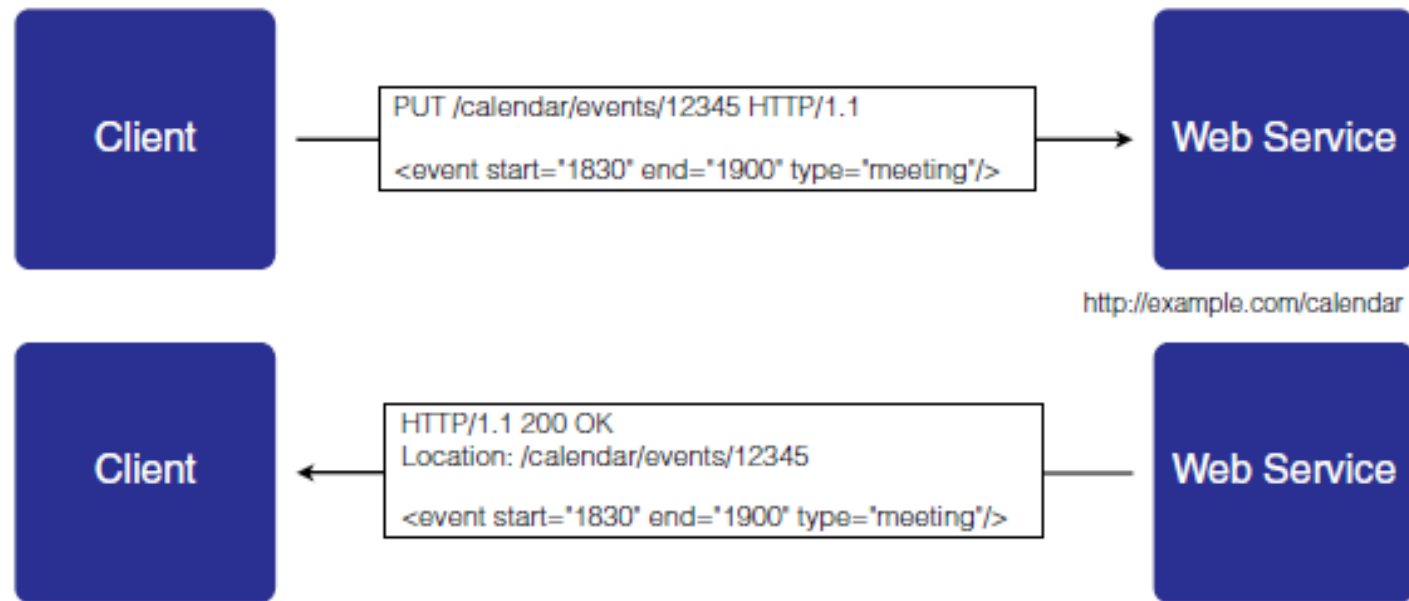 Client
PUT /calendar/events/12345 HTTP/1.1
<event start="1830" end="1900" type="meeting"/>
Web Service
http://example.com/calendar
Client
HTTP/1.1 200 OK
Location: /calendar/events/12345
<event start="1830" end="1900" type="meeting"/>
Web Service